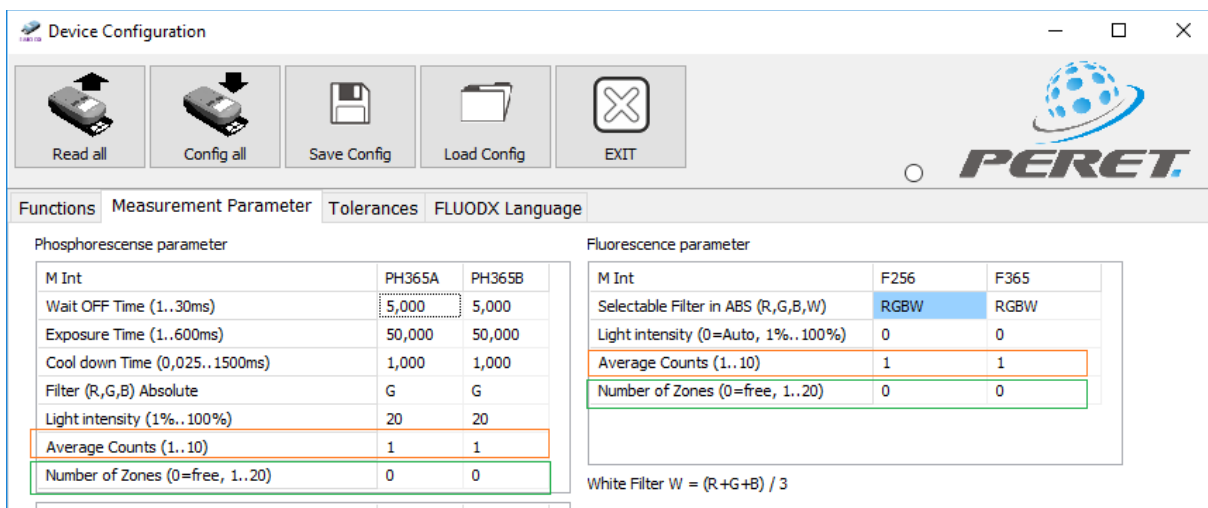 Device Configuration
Read all
Config all
Save Config
Load Config
EXIT
PERET.
Functions Measurement Parameter Tolerances FLUODX Language
Phosphorescense parameter
M Int PH365A PH365B
Wait OFF Time (1..30ms) 5,000 5,000
Exposure Time (1..600ms) 50,000 50,000
Cool down Time (0,025..1500ms) 1,000 1,000
Filter (R,G,B) Absolute G G
Light intensity (1%..100%) 20 20
Average Counts (1..10) 1 1
Number of Zones (0=free, 1..20) 0 0
Fluorescence parameter
M Int F256 F365
Selectable Filter in ABS (R,G,B,W) RGBW RGBW
Light intensity (0=Auto, 1%..100%) 0 0
Average Counts (1..10) 1 1
Number of Zones (0=free, 1..20) 0 0
White Filter W = (R+G+B) / 3